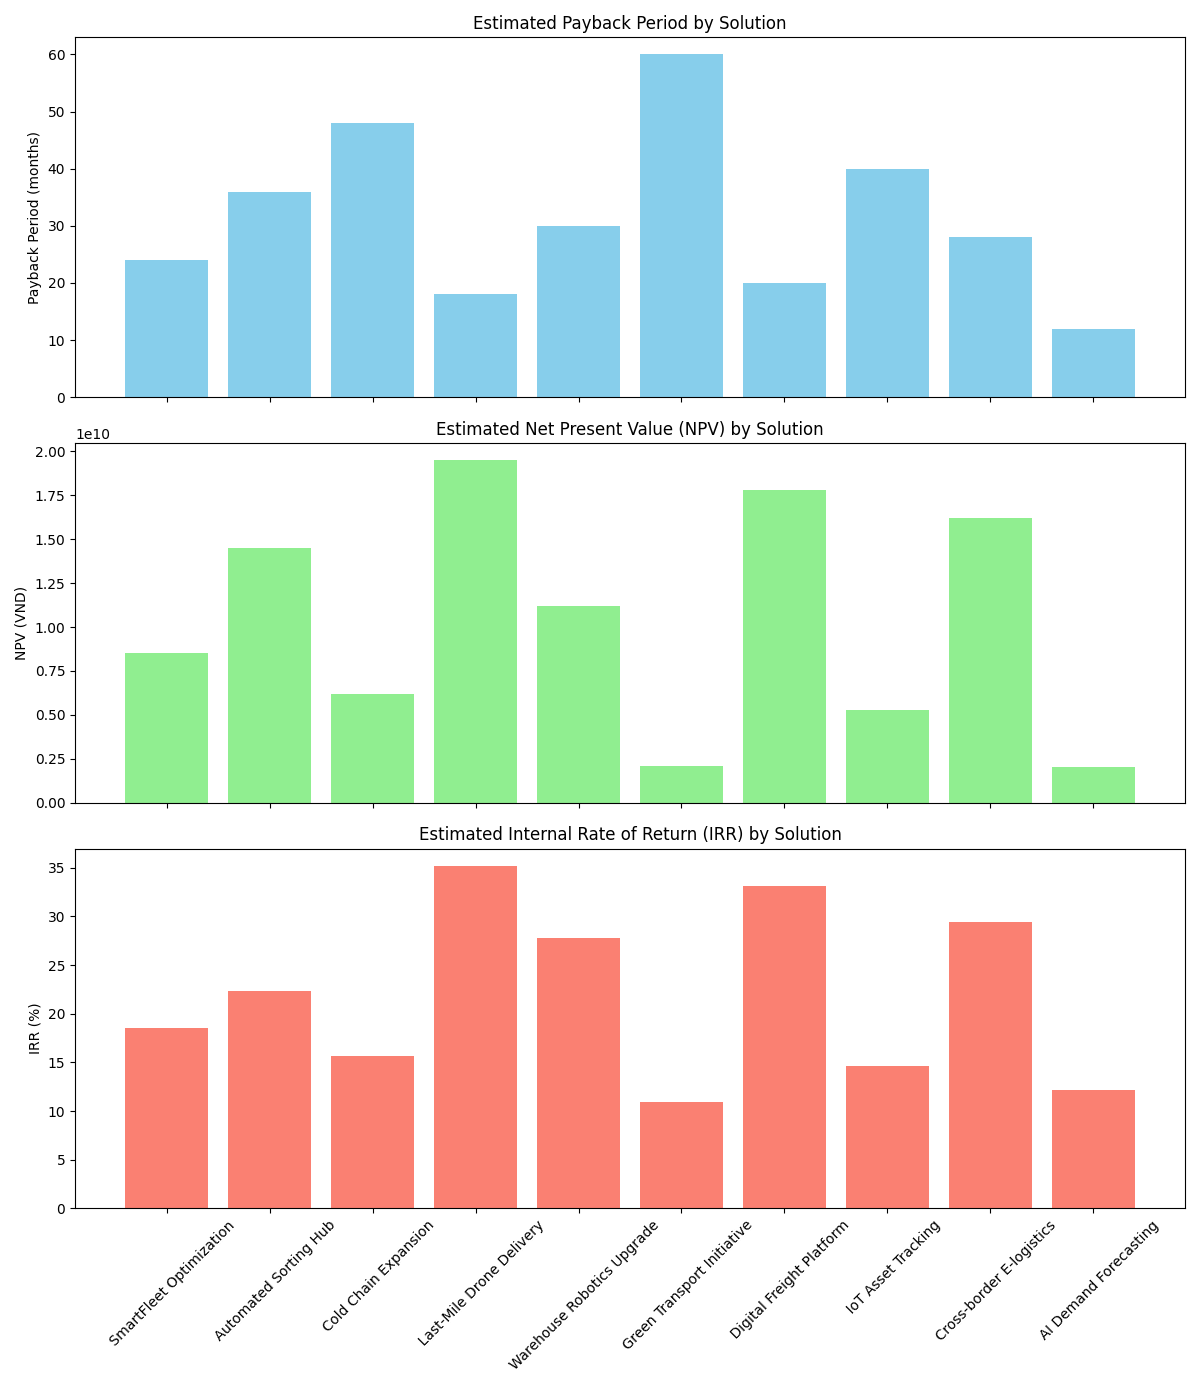 Estimated Payback Period by Solution
Payback Period (months)
60
50
40
30
20
10
0
1e10
Estimated Net Present Value (NPV) by Solution
NPV (VND)
2.00
1.75
1.50
1.25
1.00
0.75
0.50
0.25
0.00
Estimated Internal Rate of Return (IRR) by Solution
IRR (%)
35
30
25
20
15
10
5
0
SmartFleet Optimization
Automated Sorting Hub
Cold Chain Expansion
Last-Mile Drone Delivery
Warehouse Robotics Upgrade
Green Transport Initiative
Digital Freight Platform
IoT Asset Tracking
Cross-border E-logistics
AI Demand Forecasting